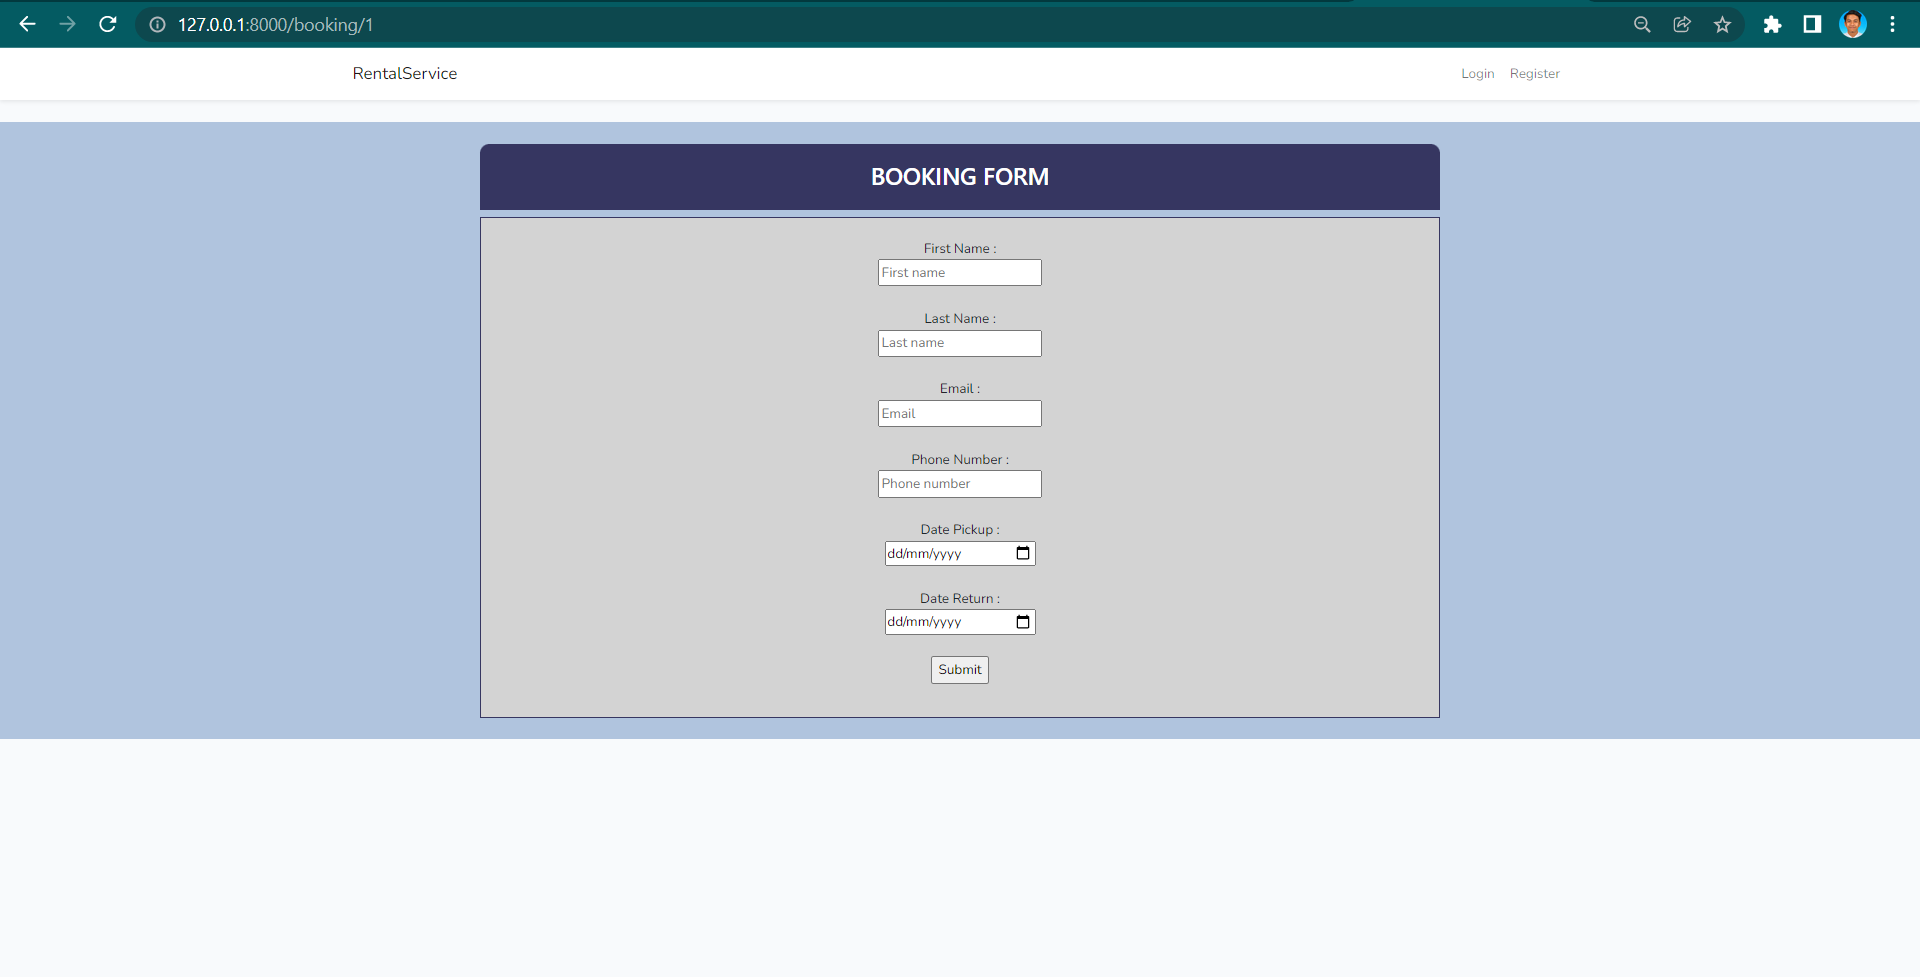 127.0.0.1:8000/booking/1
RentalService
Login Register
BOOKING FORM
First Name :
First name
Last Name :
Last name
Email :
Email
Phone Number :
Phone number
Date Pickup :
dd/mm/yyyy
Date Return :
dd/mm/yyyy
Submit